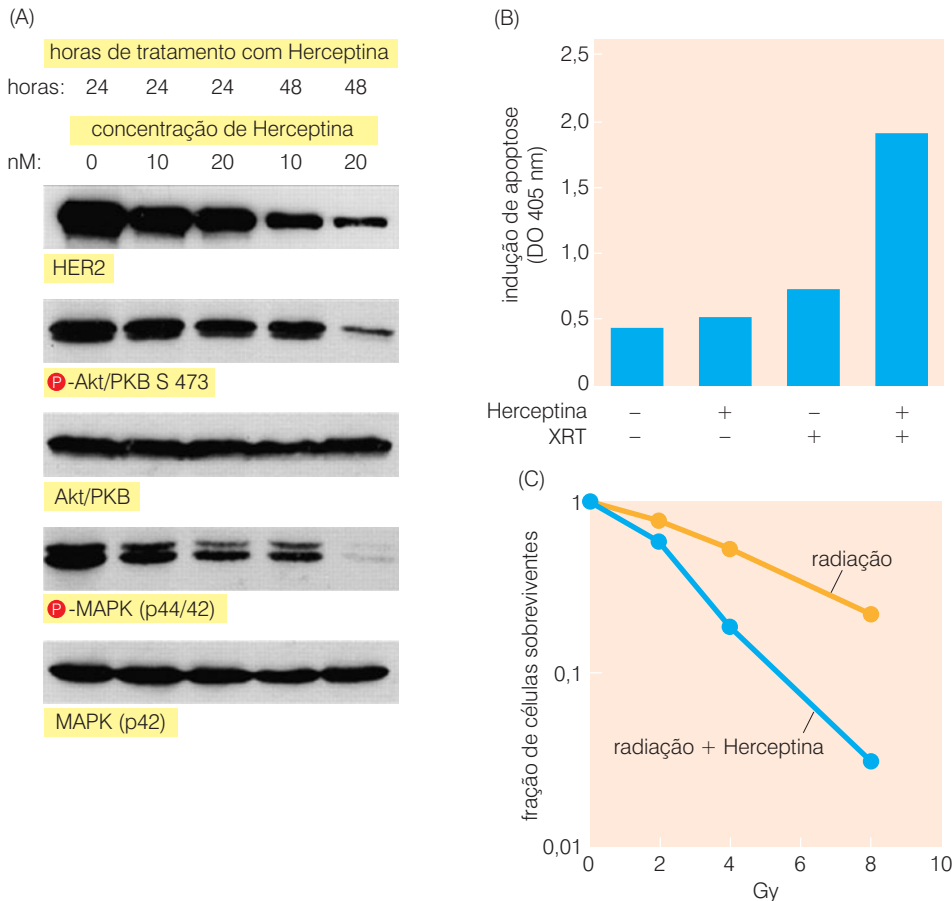 (A)
horas de tratamento com Herceptina
horas: 24 24 24 48 48
concentração de Herceptina
nM: 0 10 20 10 20
HER2
P-Akt/PKB S 473
Akt/PKB
P-MAPK (p44/42)
MAPK (p42)
(B)
indução de apoptose
(DO 405 nm)
2,5
2,0
1,5
1,0
0,5
0
Herceptina – + – +
XRT – – + +
(C)
fração de células sobreviventes
1
0,1
0,01
radiação
radiação + Herceptina
0 2 4 6 8 10
Gy